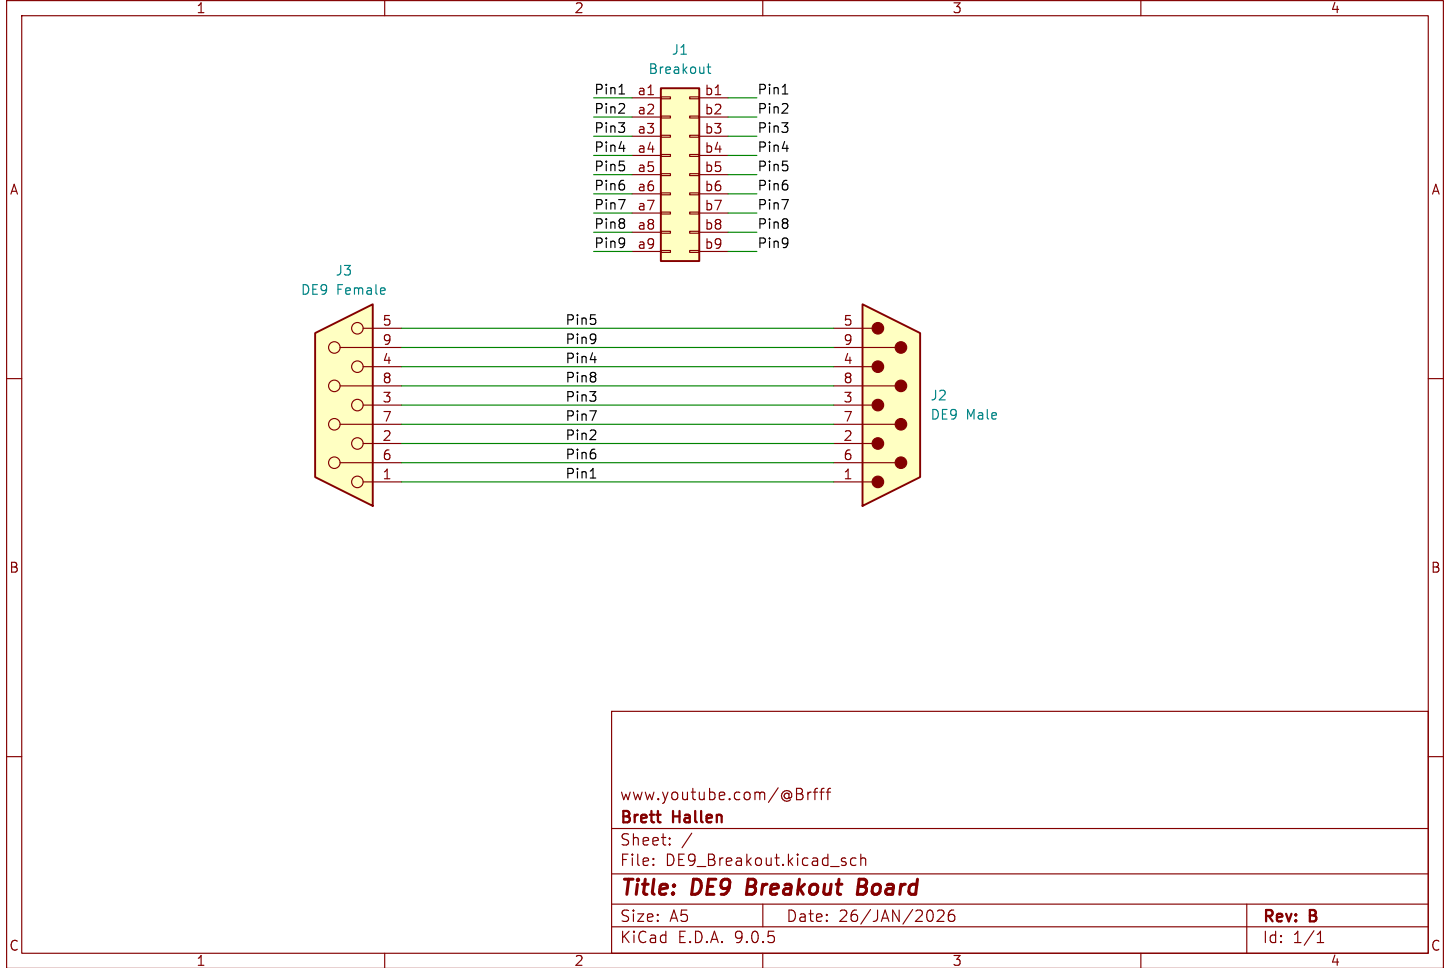 1 2 3 4
J1
Breakout
Pin1 a1 b1 Pin1
Pin2 a2 b2 Pin2
Pin3 a3 b3 Pin3
Pin4 a4 b4 Pin4
Pin5 a5 b5 Pin5
A Pin6 a6 b6 Pin6 A
Pin7 a7 b7 Pin7
Pin8 a8 b8 Pin8
Pin9 a9 b9 Pin9
J3
DE9 Female
5 Pin5 5
9 Pin9 9
4 Pin4 4
8 Pin8 8
3 Pin3 3
7 Pin7 7
2 Pin2 2
6 Pin6 6
1 Pin1 1
J2
DE9 Male
B B
www.youtube.com/@Brfff
Brett Hallen
Sheet: /
File: DE9_Breakout.kicad_sch
Title: DE9 Breakout Board
Size: A5 Date: 26/JAN/2026 Rev: B
KiCad E.D.A. 9.0.5 Id: 1/1
C C
1 2 3 4